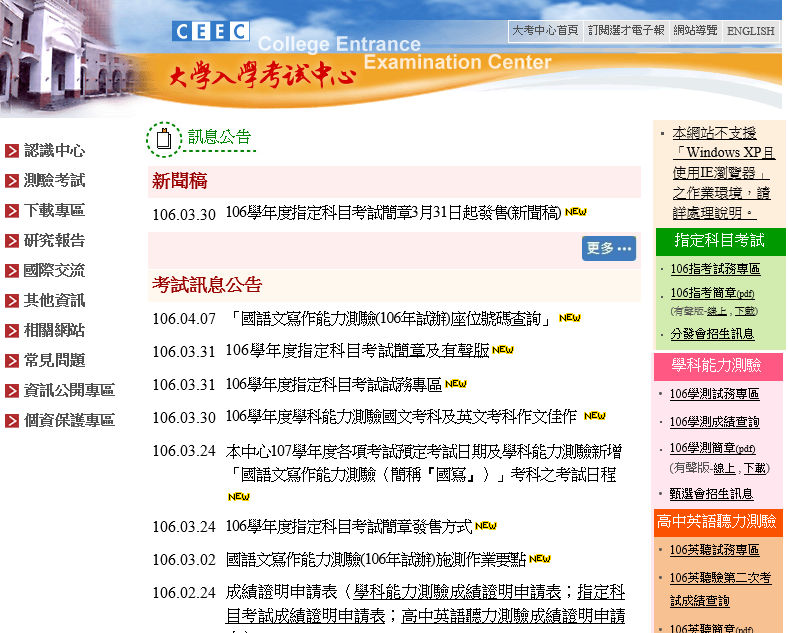 CEEC
College Entrance
Examination Center
大學入學考試中心
大考中心首頁
訂閱選才電子報
網站導覽
ENGLISH
認識中心
測驗考試
下載專區
研究報告
國際交流
其他資訊
相關網站
常見問題
資訊公開專區
個資保護專區
訊息公告
新聞稿
106.03.30 106學年度指定科目考試簡章3月31日起發售(新聞稿) NEW
更多 •••
考試訊息公告
106.04.07 「國語文寫作能力測驗(106年試辦)座位號碼查詢」 NEW
106.03.31 106學年度指定科目考試簡章及有聲版 NEW
106.03.31 106學年度指定科目考試試務專區 NEW
106.03.30 106學年度學科能力測驗國文考科及英文考科作文佳作 NEW
106.03.24 本中心107學年度各項考試預定考試日期及學科能力測驗新增
「國語文寫作能力測驗（簡稱『國寫』）」考科之考試日程
NEW
106.03.24 106學年度指定科目考試簡章發售方式 NEW
106.03.02 國語文寫作能力測驗(106年試辦)施測作業要點 NEW
106.02.24 成績證明申請表（學科能力測驗成績證明申請表；指定科
目考試成績證明申請表；高中英語聽力測驗成績證明申請
本網站不支援
「Windows XP且
使用IE瀏覽器」
之作業環境，請
詳處理說明。
指定科目考試
106指考試務專區
106指考簡章(pdf)
(有聲版-線上 , 下載)
分發會招生訊息
學科能力測驗
106學測試務專區
106學測成績查詢
106學測簡章(pdf)
(有聲版-線上 , 下載)
甄選會招生訊息
高中英語聽力測驗
106英聽試務專區
106英聽驗第二次考
試成績查詢
106英聽簡章(pdf)